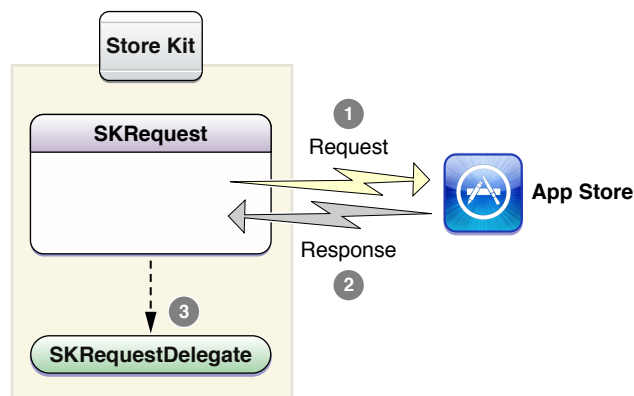 Store Kit
SKRequest
1
Request
App Store
Response
2
3
SKRequestDelegate